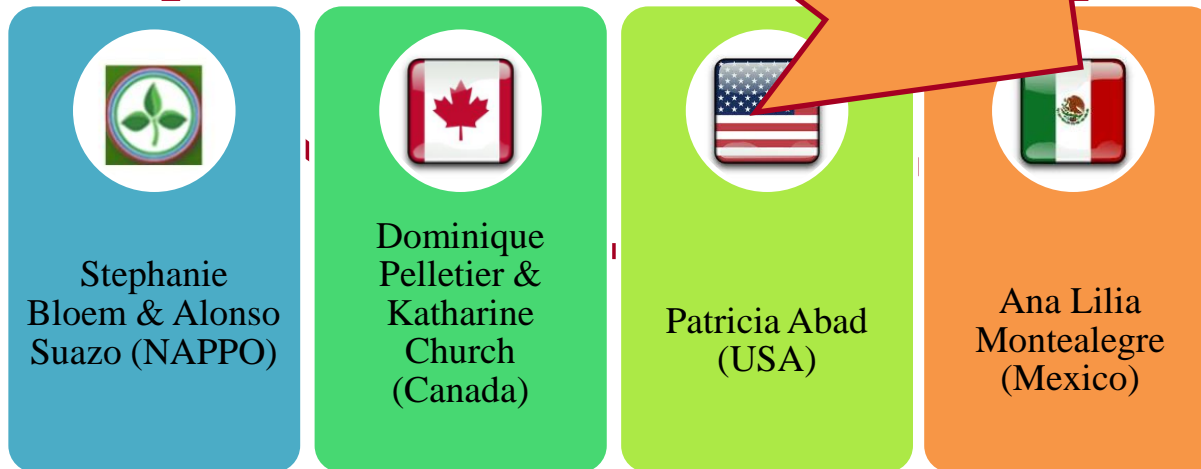 Stephanie
Bloem & Alonso
Suazo (NAPPO)
Dominique
Pelletier &
Katharine
Church
(Canada)
Patricia Abad
(USA)
Ana Lilia
Montealegre
(Mexico)